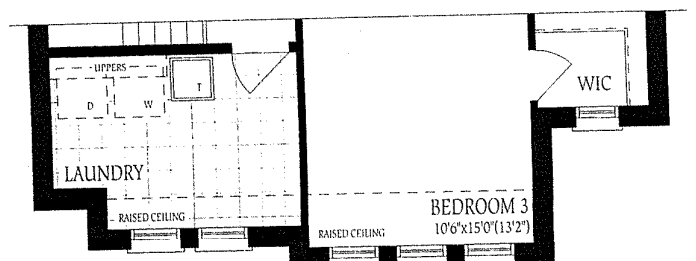 UPPERS
D
W
T
WIC
LAUNDRY
RAISED CEILING
BEDROOM 3
10'6"x15'0"(13'2")
RAISED CEILING